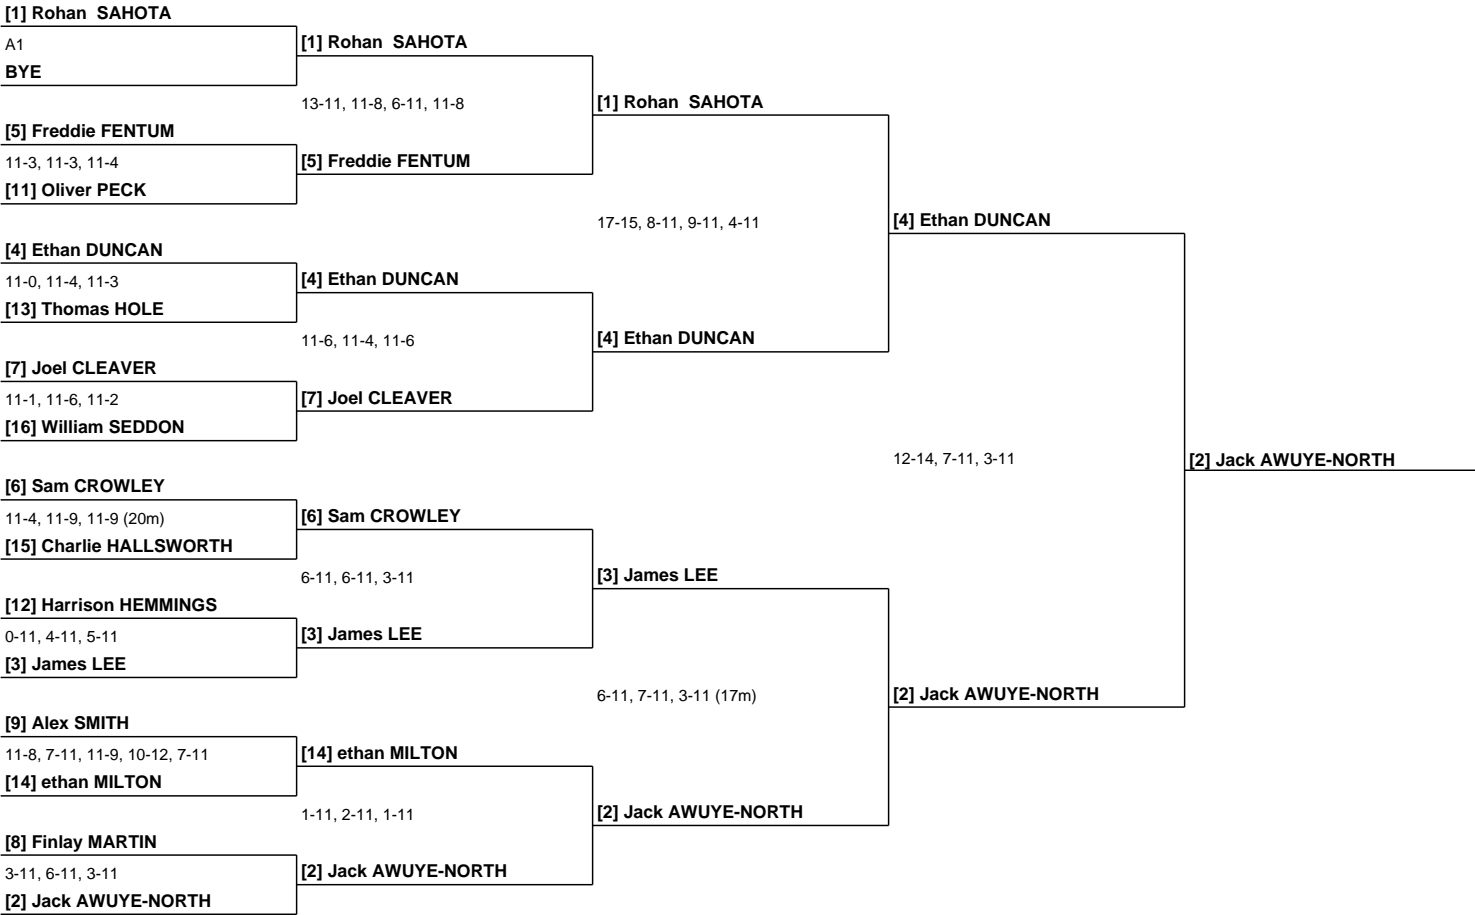 [1] Rohan  SAHOTA
A1
BYE
[5] Freddie FENTUM
11-3, 11-3, 11-4
[11] Oliver PECK
[4] Ethan DUNCAN
11-0, 11-4, 11-3
[13] Thomas HOLE
[7] Joel CLEAVER
11-1, 11-6, 11-2
[16] William SEDDON
[6] Sam CROWLEY
11-4, 11-9, 11-9 (20m)
[15] Charlie HALLSWORTH
[12] Harrison HEMMINGS
0-11, 4-11, 5-11
[3] James LEE
[9] Alex SMITH
11-8, 7-11, 11-9, 10-12, 7-11
[14] ethan MILTON
[8] Finlay MARTIN
3-11, 6-11, 3-11
[2] Jack AWUYE-NORTH
[1] Rohan  SAHOTA
13-11, 11-8, 6-11, 11-8
[5] Freddie FENTUM
[4] Ethan DUNCAN
11-6, 11-4, 11-6
[7] Joel CLEAVER
[6] Sam CROWLEY
6-11, 6-11, 3-11
[3] James LEE
[14] ethan MILTON
1-11, 2-11, 1-11
[2] Jack AWUYE-NORTH
[1] Rohan  SAHOTA
17-15, 8-11, 9-11, 4-11
[4] Ethan DUNCAN
[3] James LEE
6-11, 7-11, 3-11 (17m)
[2] Jack AWUYE-NORTH
[4] Ethan DUNCAN
12-14, 7-11, 3-11
[2] Jack AWUYE-NORTH
[2] Jack AWUYE-NORTH